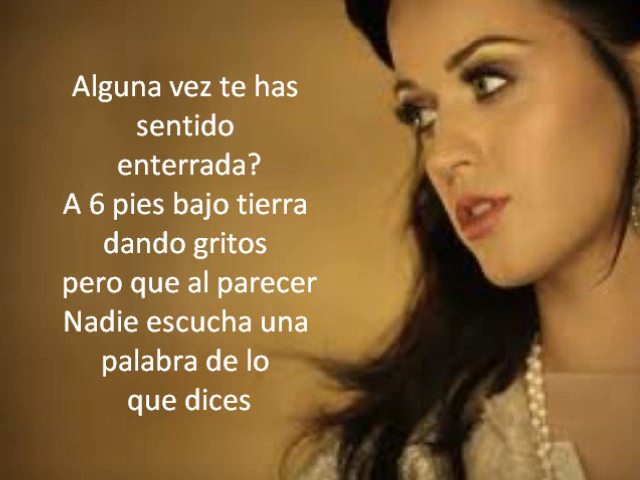 Alguna vez te has
sentido
enterrada?
A 6 pies bajo tierra
dando gritos
pero que al parecer
Nadie escucha una
palabra de lo
que dices